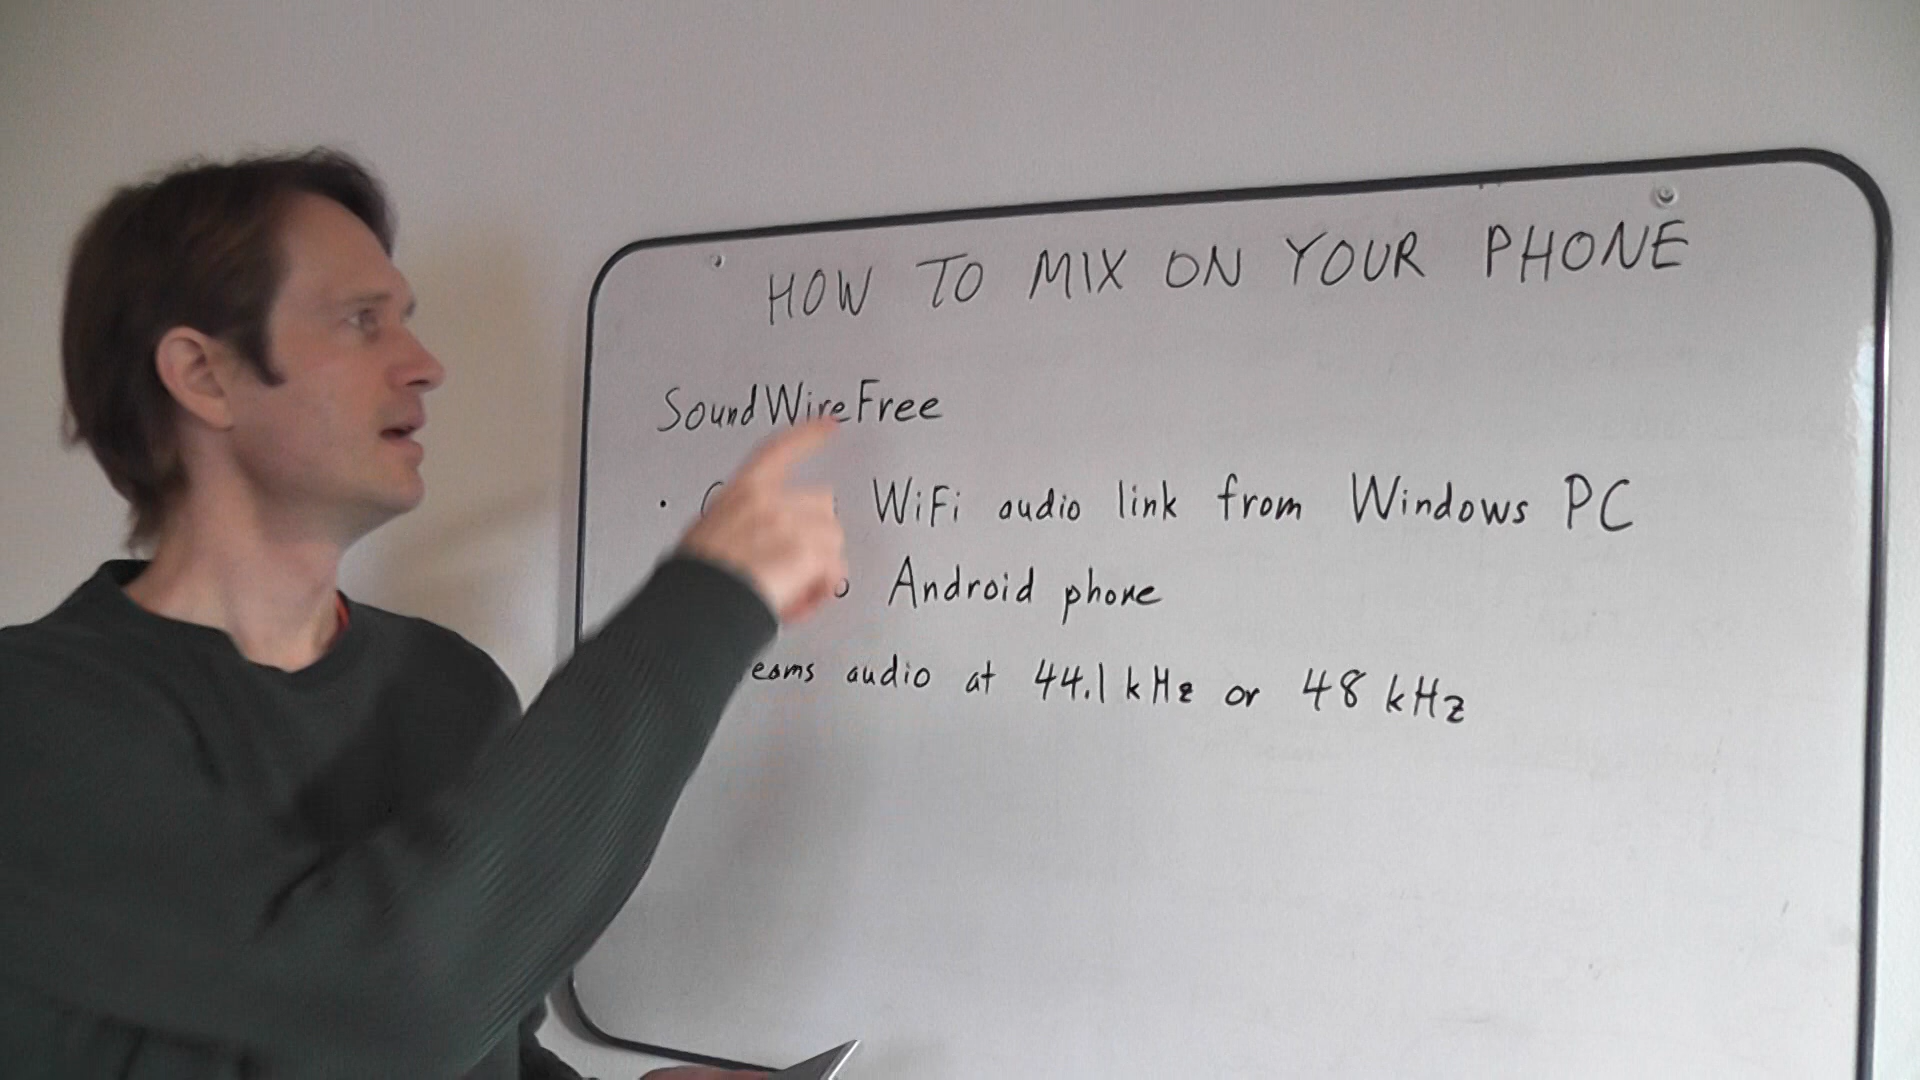 HOW TO MIX ON YOUR PHONE
SoundWireFree
· WiFi audio link from Windows PC
Android phone
eams audio at 44.1 kHz or 48 kHz